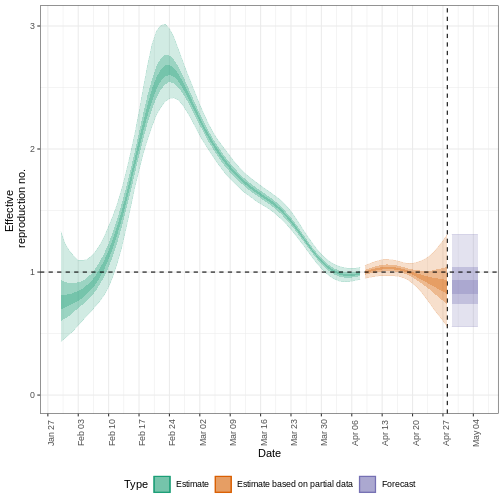 3
2
1
0
Effective
reproduction no.
Jan 27
Feb 03
Feb 10
Feb 17
Feb 24
Mar 02
Mar 09
Mar 16
Mar 23
Mar 30
Apr 06
Apr 13
Apr 20
Apr 27
May 04
Date
Type Estimate Estimate based on partial data Forecast